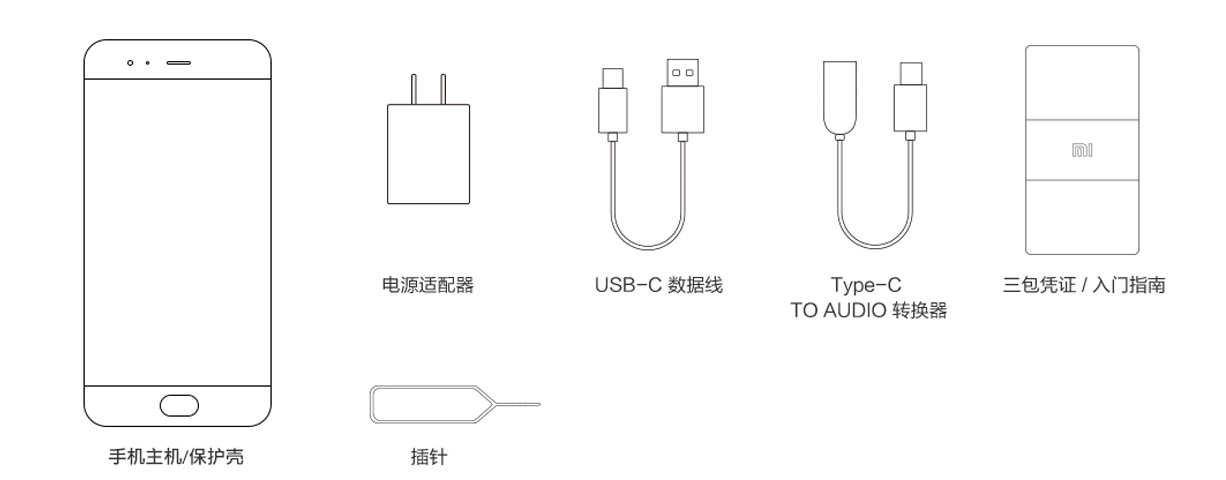 MI
电源适配器
USB-C 数据线
Type-C
TO AUDIO 转换器
三包凭证 / 入门指南
手机主机/保护壳
插针